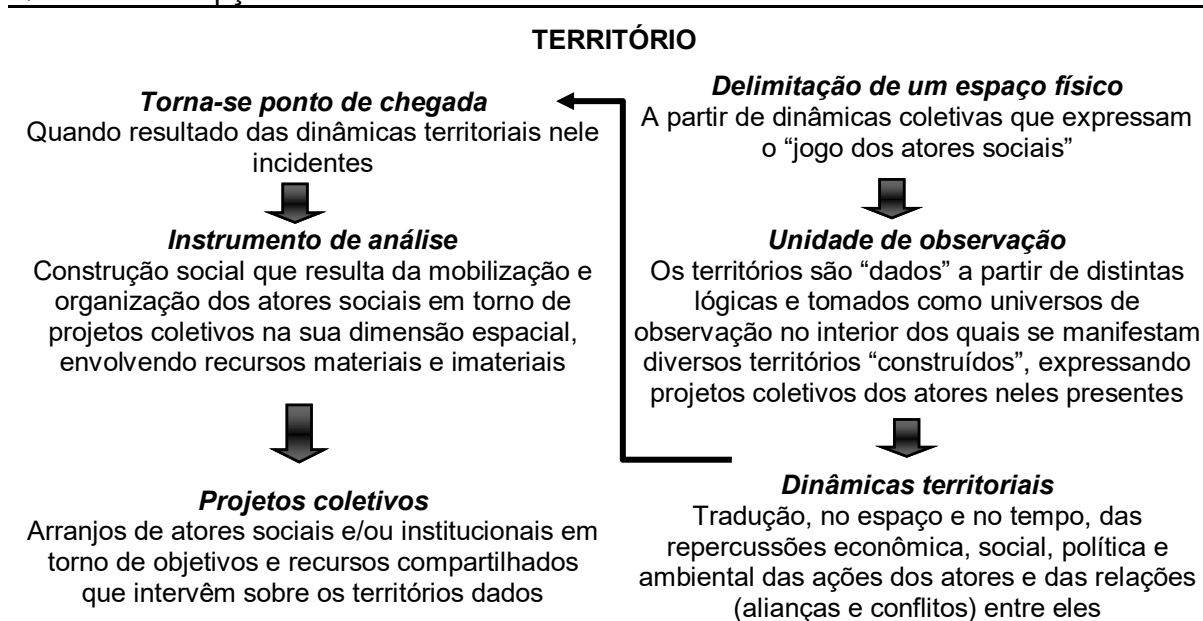 TERRITÓRIO
Torna-se ponto de chegada
Quando resultado das dinâmicas territoriais nele
incidentes
Instrumento de análise
Construção social que resulta da mobilização e
organização dos atores sociais em torno de
projetos coletivos na sua dimensão espacial,
envolvendo recursos materiais e imateriais
Projetos coletivos
Arranjos de atores sociais e/ou institucionais em
torno de objetivos e recursos compartilhados
que intervêm sobre os territórios dados
Delimitação de um espaço físico
A partir de dinâmicas coletivas que expressam
o “jogo dos atores sociais”
Unidade de observação
Os territórios são “dados” a partir de distintas
lógicas e tomados como universos de
observação no interior dos quais se manifestam
diversos territórios “construídos”, expressando
projetos coletivos dos atores neles presentes
Dinâmicas territoriais
Tradução, no espaço e no tempo, das
repercussões econômica, social, política e
ambiental das ações dos atores e das relações
(alianças e conflitos) entre eles